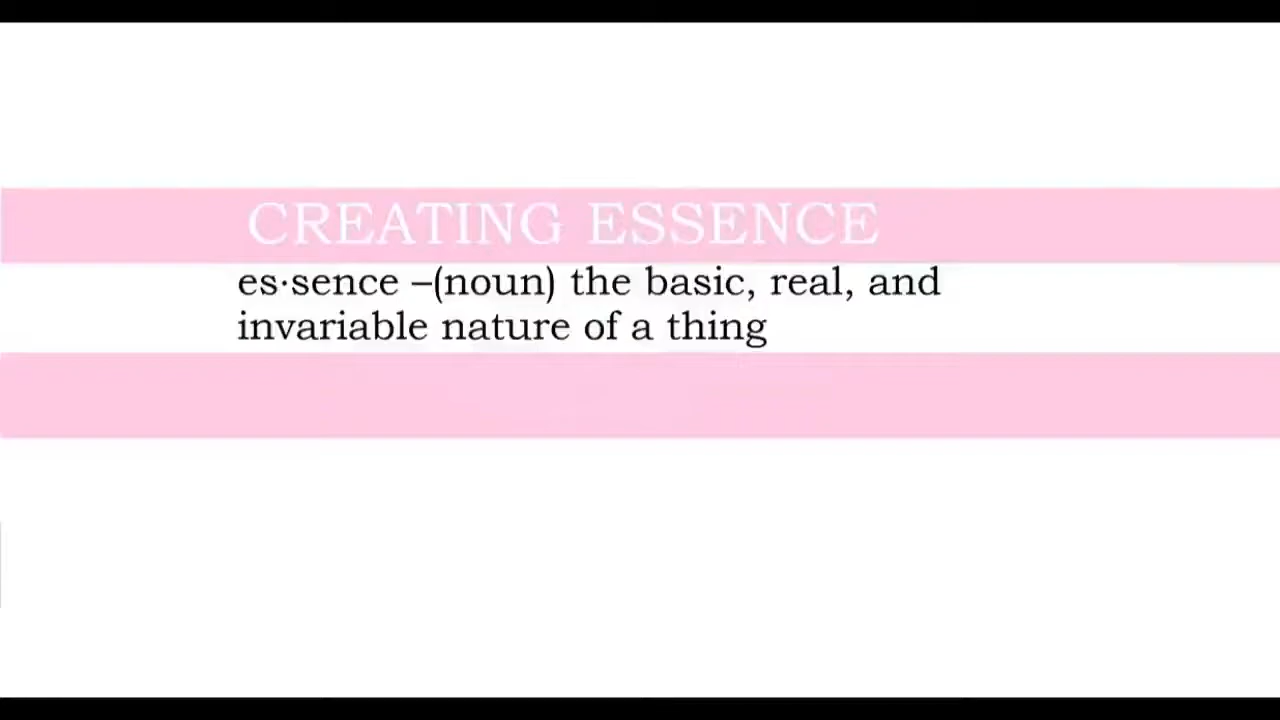 CREATING ESSENCE
es·sence –(noun) the basic, real, and
invariable nature of a thing